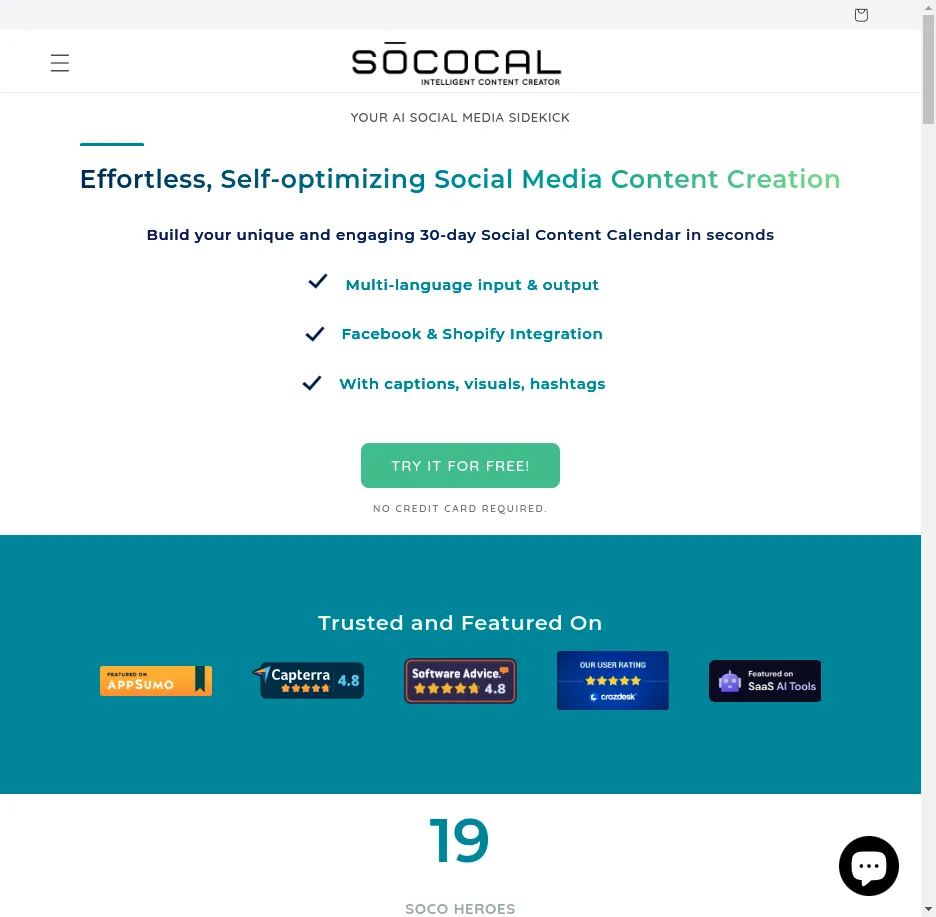 SŌCOCAL
INTELLIGENT CONTENT CREATOR
YOUR AI SOCIAL MEDIA SIDEKICK
Effortless, Self-optimizing Social Media Content Creation
Build your unique and engaging 30-day Social Content Calendar in seconds
Multi-language input & output
Facebook & Shopify Integration
With captions, visuals, hashtags
TRY IT FOR FREE!
NO CREDIT CARD REQUIRED.
Trusted and Featured On
FEATURED ON
APPSUMO
Capterra
4.8
Software Advice.
4.8
OUR USER RATING
crozdesk
Featured on
SaaS AI Tools
19
SOCO HEROES